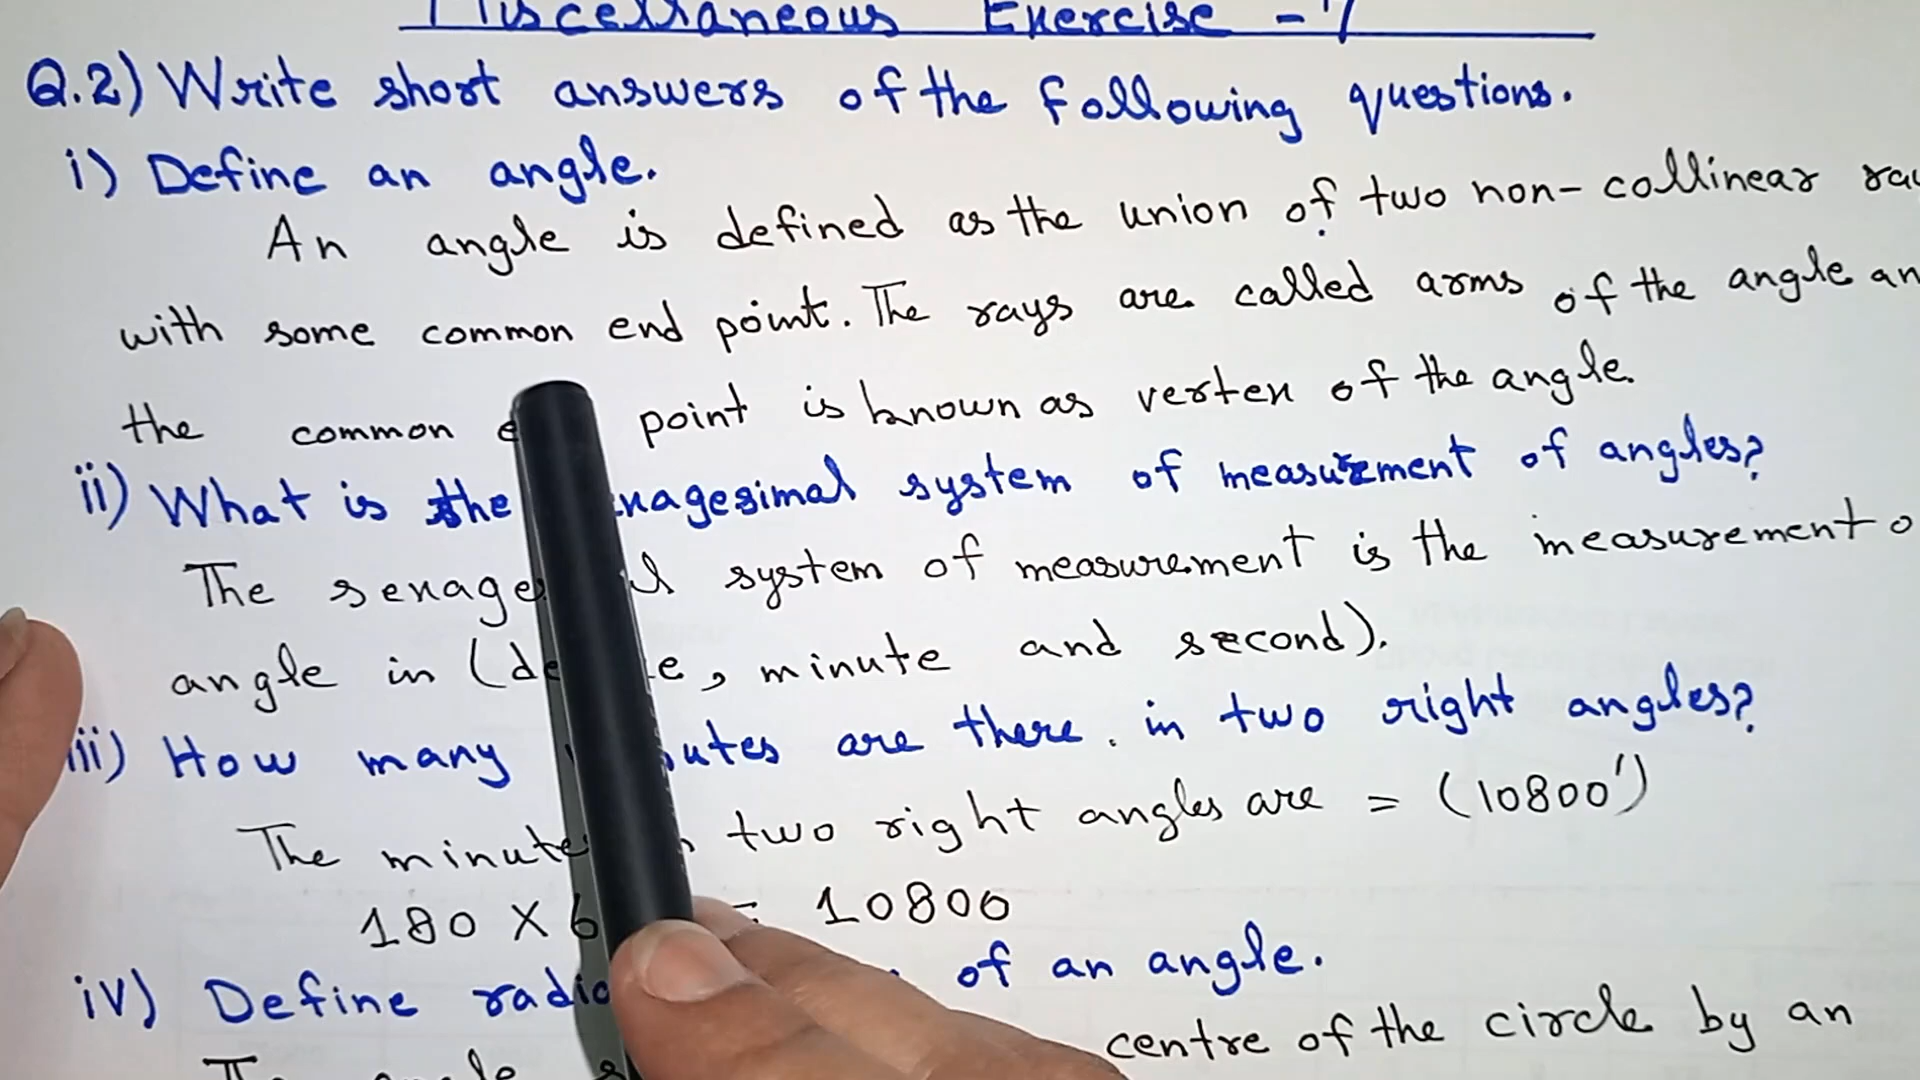 Miscellaneous Exercise - 7
Q.2) Write short answers of the following questions.
i) Define an angle.
An angle is defined as the union of two non-collinear
with some common end point. The rays are called arms of the angle
the common point is known as vertex of the angle.
ii) What is the system of measurement of angles?
The system of measurement is the measurement
angle in ( , minute and second).
How many are there in two right angles?
The two right angles are = (10800')
180 X = 10800
iv) Define of an angle.
centre of the circle by an